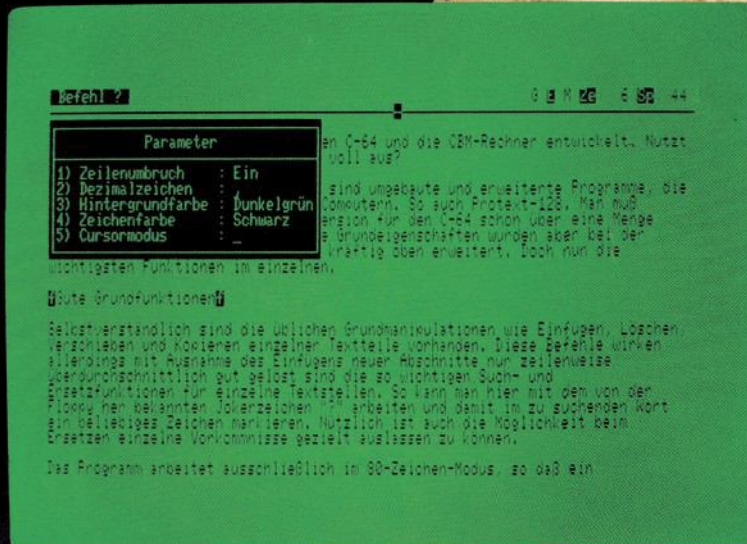 Befehl ? G E M Ze 6 Sp 44
Parameter
1) Zeilenumbruch : Ein
2) Dezimalzeichen : ,
3) Hintergrundfarbe : Dunkelgrün
4) Zeichenfarbe : Schwarz
5) Cursormodus : _
en C-64 und die CBM-Rechner entwickelt. Nutzt
voll aus?
sind umgebaute und erweiterte Programme, die
Computern. So auch Protext-128. Man muß
ersion für den C-64 schon über eine Menge
e Grundeigenschaften wurden aber bei der
kräftig oben erweitert. Doch nun die
wichtigsten Funktionen im einzelnen.
fGute Grundfunktionenf
Selbstverständlich sind die üblichen Grundmanipulationen wie Einfügen, Löschen,
Verschieben und Kopieren einzelner Textteile vorhanden. Diese Befehle wirken
allerdings mit Ausnahme des Einfügens neuer Abschnitte nur zeilenweise
überdurchschnittlich gut gelöst sind die so wichtigen Such- und
Ersetzfunktionen für einzelne Textstellen. So kann man hier mit dem von der
Floppy her bekannten Jokerzeichen "?" arbeiten und damit im zu suchenden Wort
ein beliebiges Zeichen markieren. Nützlich ist auch die Möglichkeit beim
Ersetzen einzelne Vorkommnisse gezielt auslassen zu können.
Das Programm arbeitet ausschließlich im 80-Zeichen-Modus, so daß ein